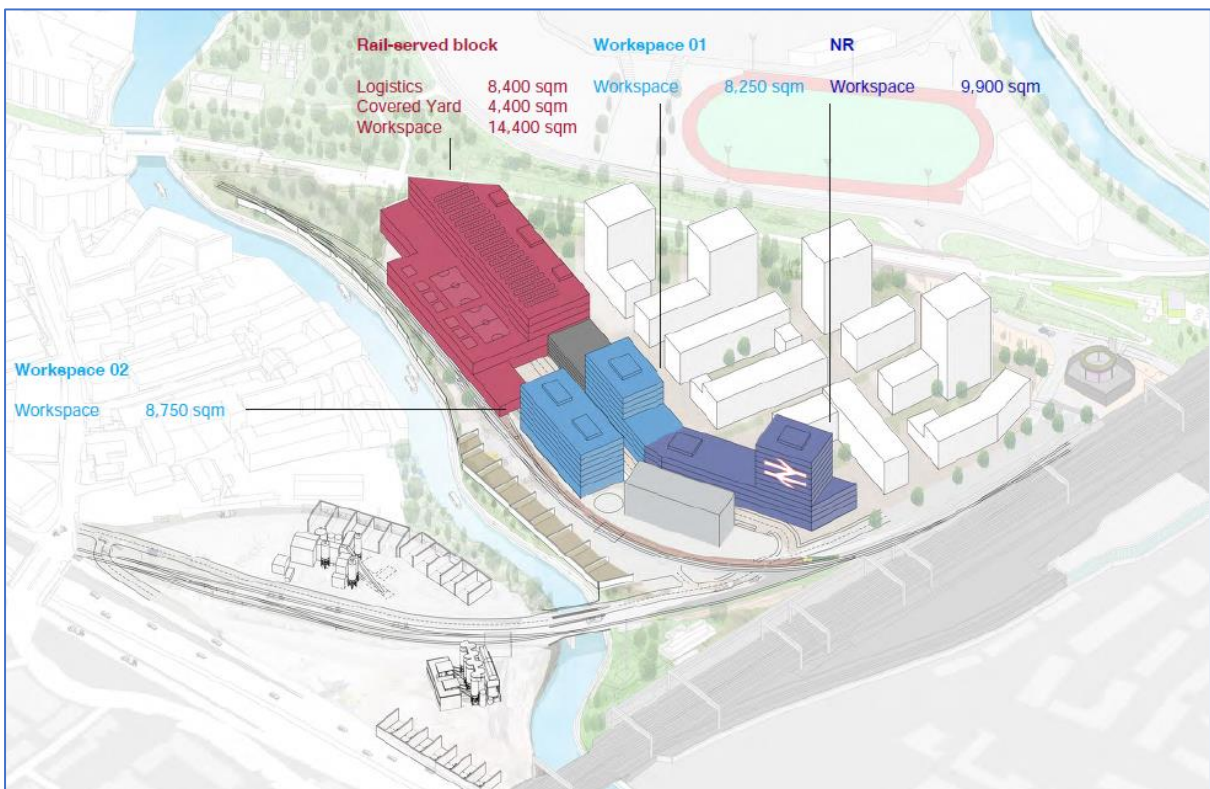 Rail-served block
Logistics 8,400 sqm
Covered Yard 4,400 sqm
Workspace 14,400 sqm
Workspace 01
Workspace 8,250 sqm
NR
Workspace 9,900 sqm
Workspace 02
Workspace 8,750 sqm